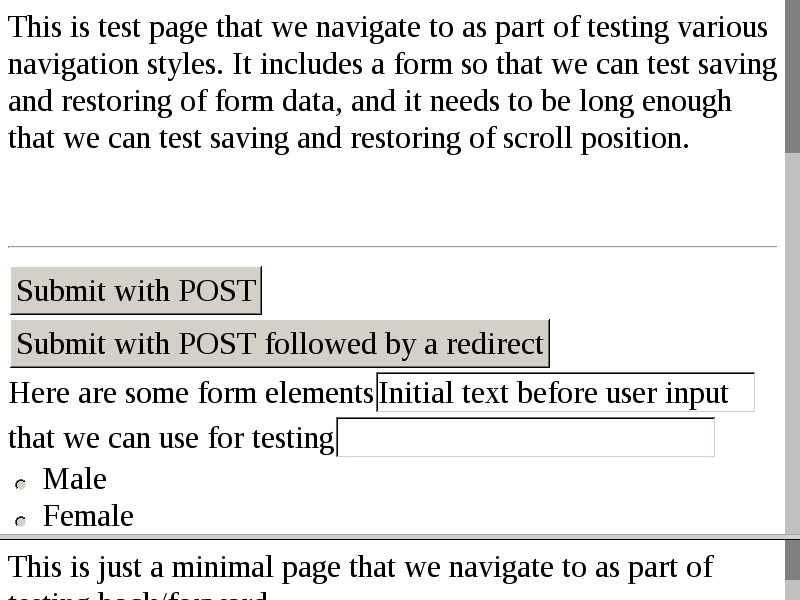 This is test page that we navigate to as part of testing various
navigation styles. It includes a form so that we can test saving
and restoring of form data, and it needs to be long enough
that we can test saving and restoring of scroll position.
Submit with POST
Submit with POST followed by a redirect
Here are some form elements Initial text before user input
that we can use for testing
Male
Female
This is just a minimal page that we navigate to as part of
testing back/forward